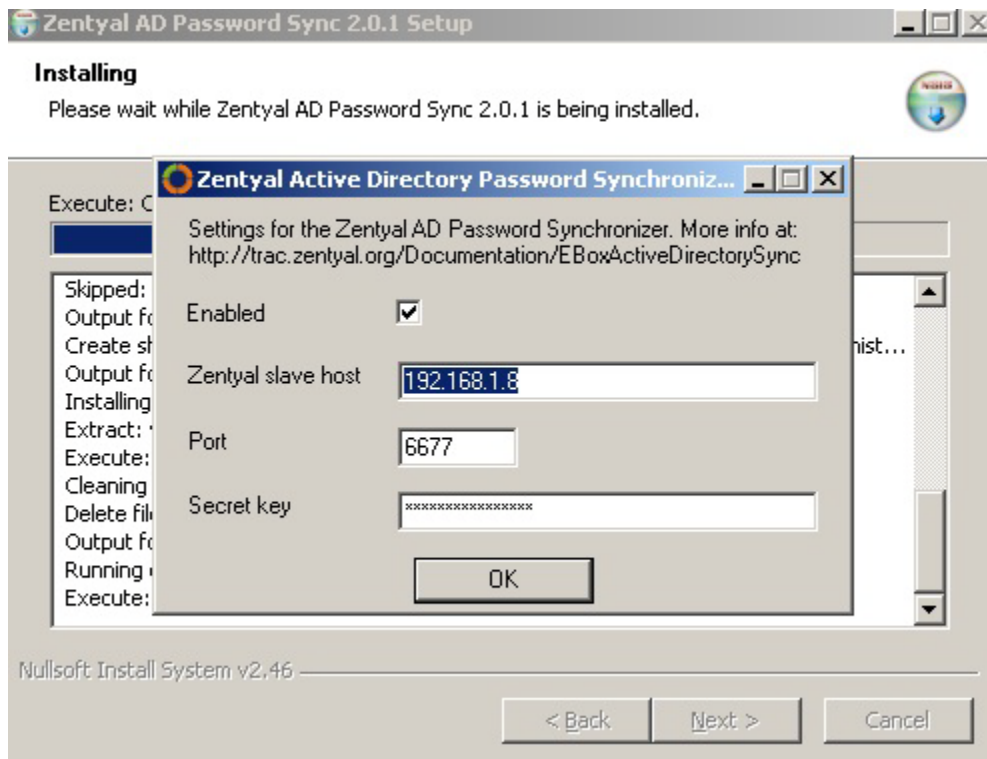 Zentyal AD Password Sync 2.0.1 Setup
Installing
Please wait while Zentyal AD Password Sync 2.0.1 is being installed.
Zentyal Active Directory Password Synchroniz...
Execute: C
Settings for the Zentyal AD Password Synchronizer. More info at:
http://trac.zentyal.org/Documentation/EBoxActiveDirectorySync
Skipped:
Enabled
Output fo
Create sh
hist...
Zentyal slave host
192.168.1.8
Output fo
Installing
Extract:
Port
6677
Execute:
Cleaning
Delete file
Secret key
xxxxxxxxxxxxxxxx
Output fo
Running
OK
Execute:
Nullsoft Install System v2.46
< Back
Next >
Cancel